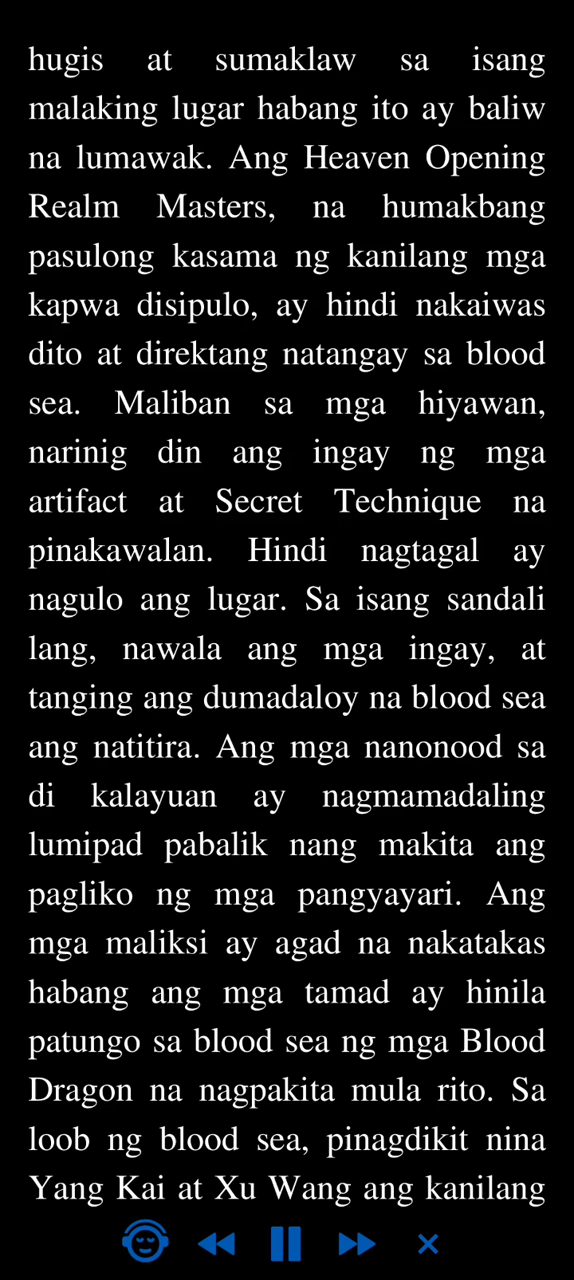 hugis at sumaklaw sa isang
malaking lugar habang ito ay baliw
na lumawak. Ang Heaven Opening
Realm Masters, na humakbang
pasulong kasama ng kanilang mga
kapwa disipulo, ay hindi nakaiwas
dito at direktang natangay sa blood
sea. Maliban sa mga hiyawan,
narinig din ang ingay ng mga
artifact at Secret Technique na
pinakawalan. Hindi nagtagal ay
nagulo ang lugar. Sa isang sandali
lang, nawala ang mga ingay, at
tanging ang dumadaloy na blood sea
ang natitira. Ang mga nanonood sa
di kalayuan ay nagmamadaling
lumipad pabalik nang makita ang
pagliko ng mga pangyayari. Ang
mga maliksi ay agad na nakatakas
habang ang mga tamad ay hinila
patungo sa blood sea ng mga Blood
Dragon na nagpakita mula rito. Sa
loob ng blood sea, pinagdikit nina
Yang Kai at Xu Wang ang kanilang